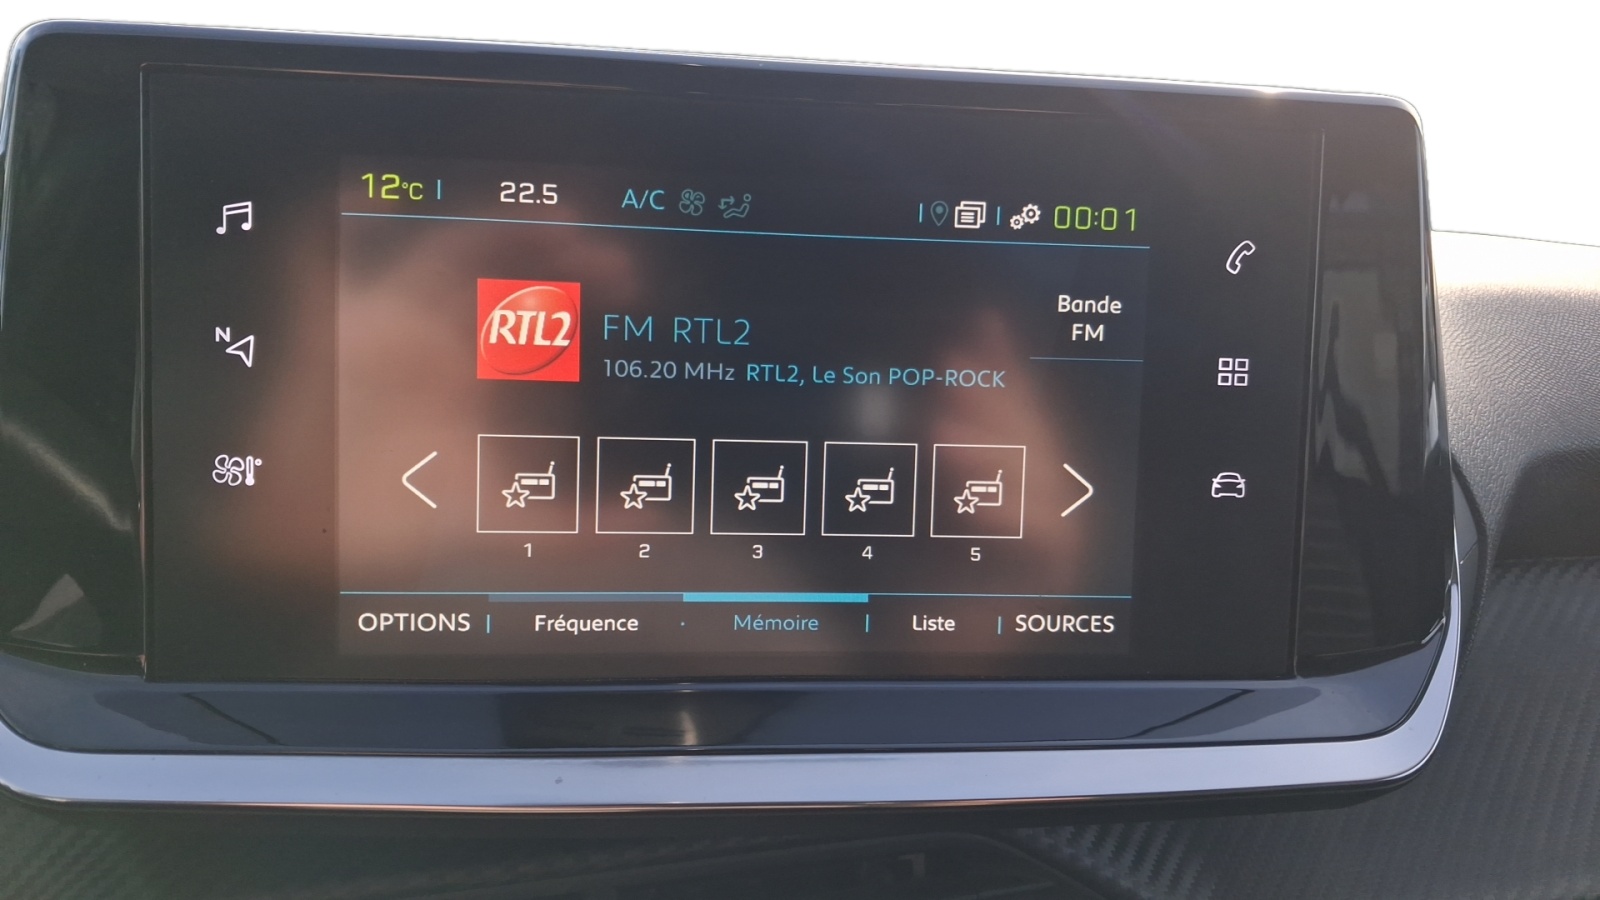 12°C 22.5 A/C 00:01
RTL2
FM RTL2
106.20 MHz RTL2, Le Son POP-ROCK
Bande
FM
N
1 2 3 4 5
OPTIONS Fréquence Mémoire Liste SOURCES